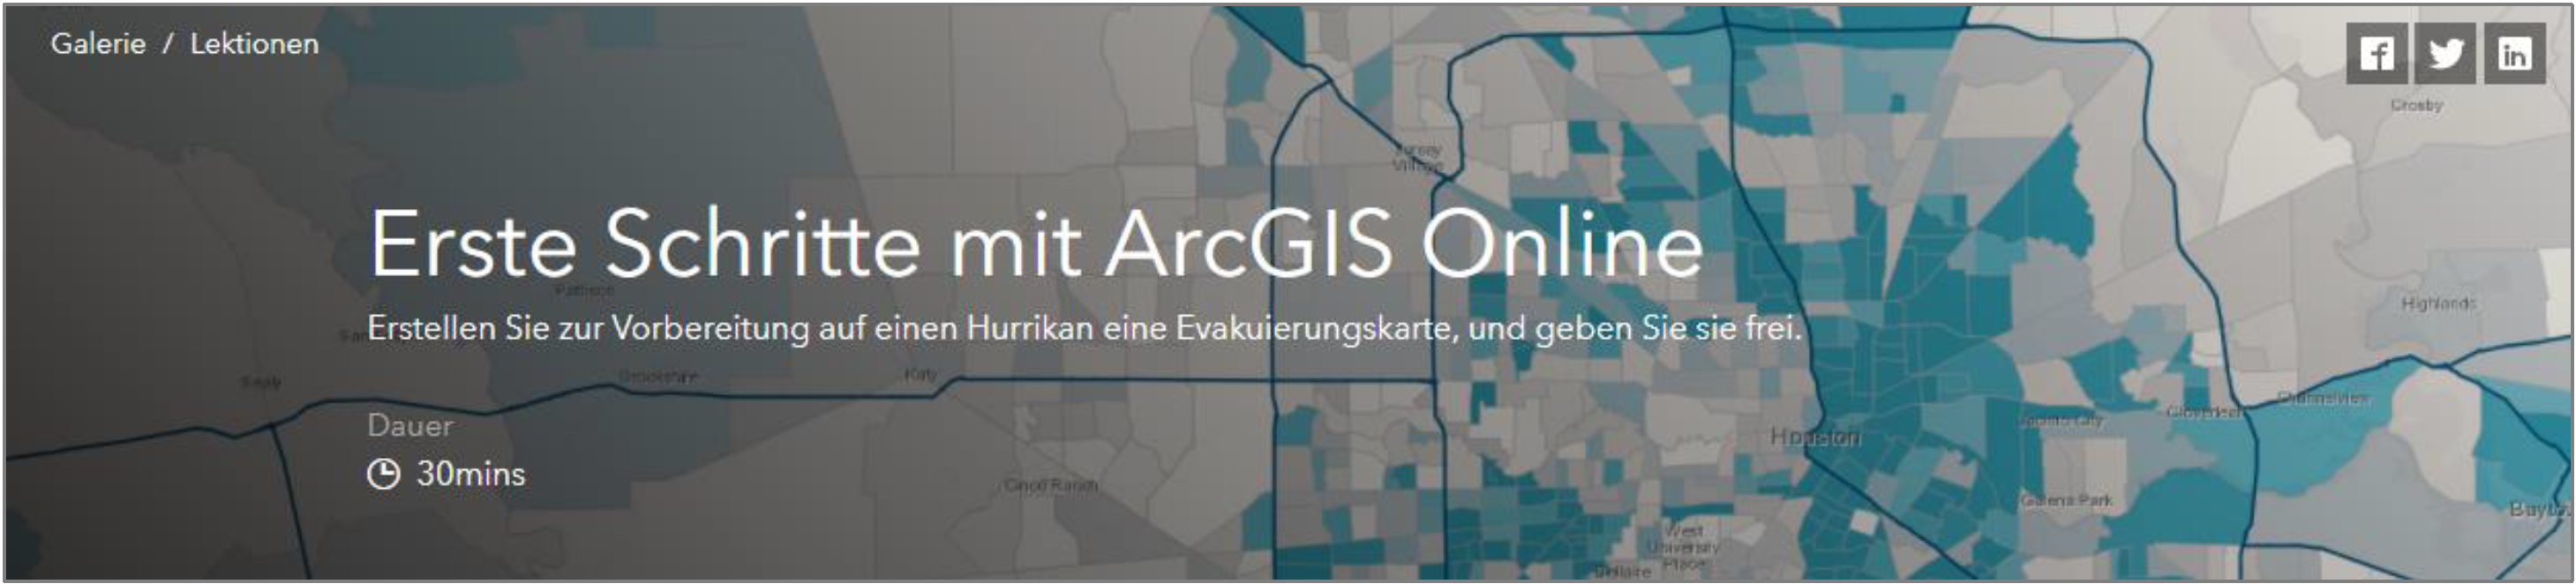 Galerie / Lektionen
Crosby
Jersey
Village
Erste Schritte mit ArcGIS Online
Pattison
Highlands
Erstellen Sie zur Vorbereitung auf einen Hurrikan eine Evakuierungskarte, und geben Sie sie frei.
Sealy
Brookshire
Katy
Channelview
Cloverleaf
Jacinto City
Dauer
Houston
30mins
Cinco Ranch
Galena Park
West
University
Place
Bellaire